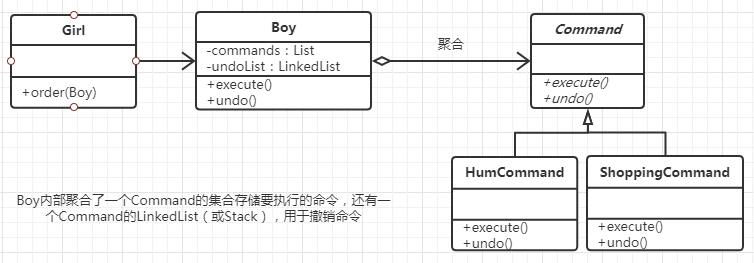 Girl
+order(Boy)
Boy
-commands : List
-undoList : LinkedList
+execute()
+undo()
聚合
Command
+execute()
+undo()
HumCommand
+execute()
+undo()
ShoppingCommand
+execute()
+undo()
Boy内部聚合了一个Command的集合存储要执行的命令，还有一
个Command的LinkedList（或Stack），用于撤销命令